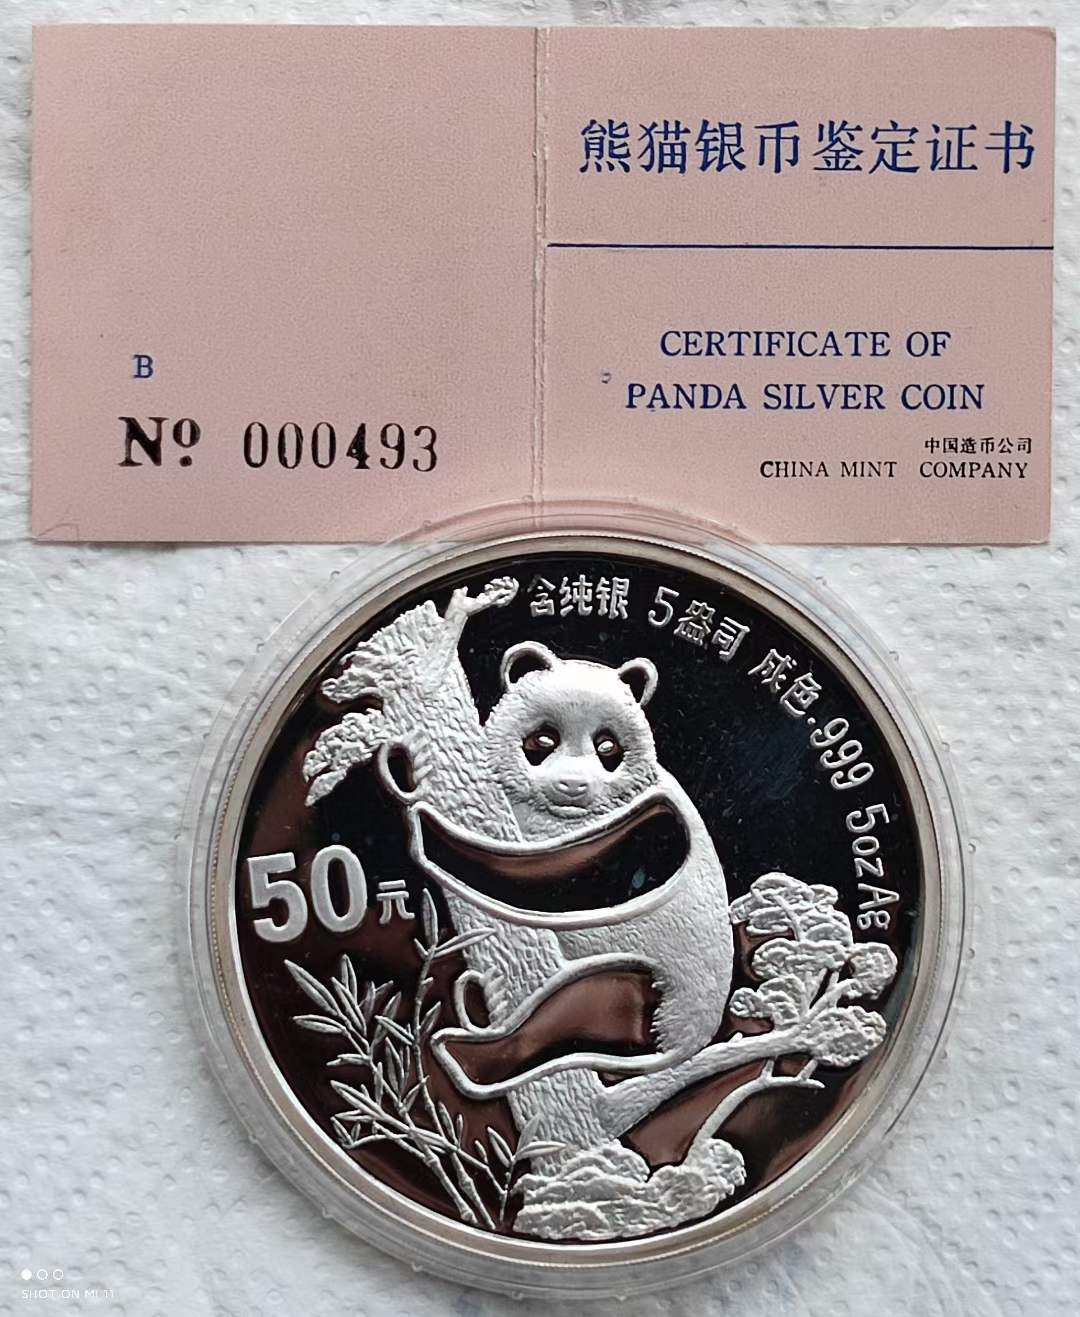 熊猫银币鉴定证书
CERTIFICATE OF
PANDA SILVER COIN
中国造币公司
CHINA MINT COMPANY
B
Nº 000493
含纯银 5盎司 成色.999 5oz Ag
50元
SHOT ON MI 11